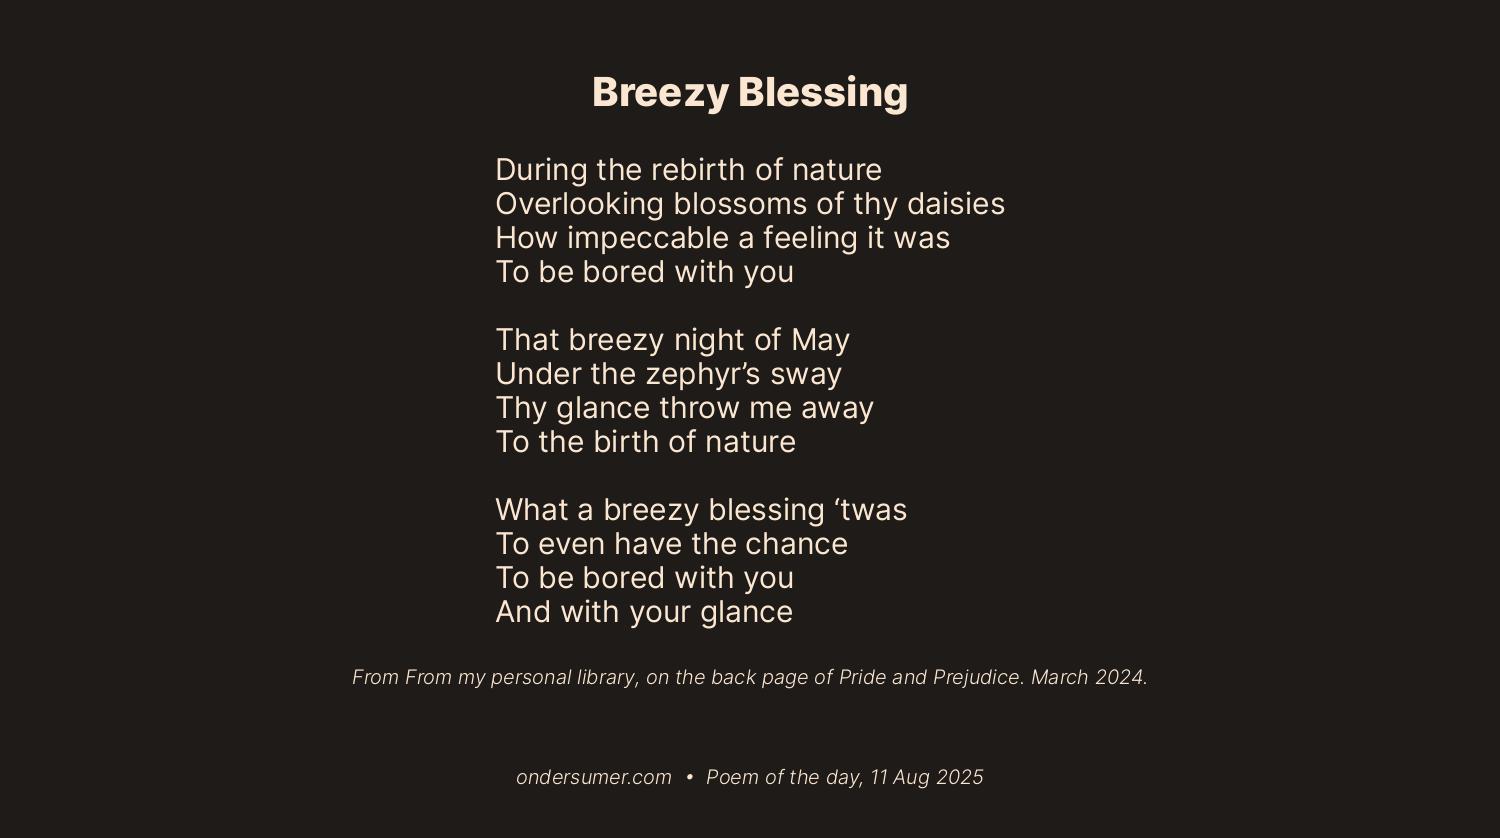 Breezy Blessing
During the rebirth of nature
Overlooking blossoms of thy daisies
How impeccable a feeling it was
To be bored with you
That breezy night of May
Under the zephyr’s sway
Thy glance throw me away
To the birth of nature
What a breezy blessing ‘twas
To even have the chance
To be bored with you
And with your glance
From From my personal library, on the back page of Pride and Prejudice. March 2024.
ondersumer.com • Poem of the day, 11 Aug 2025